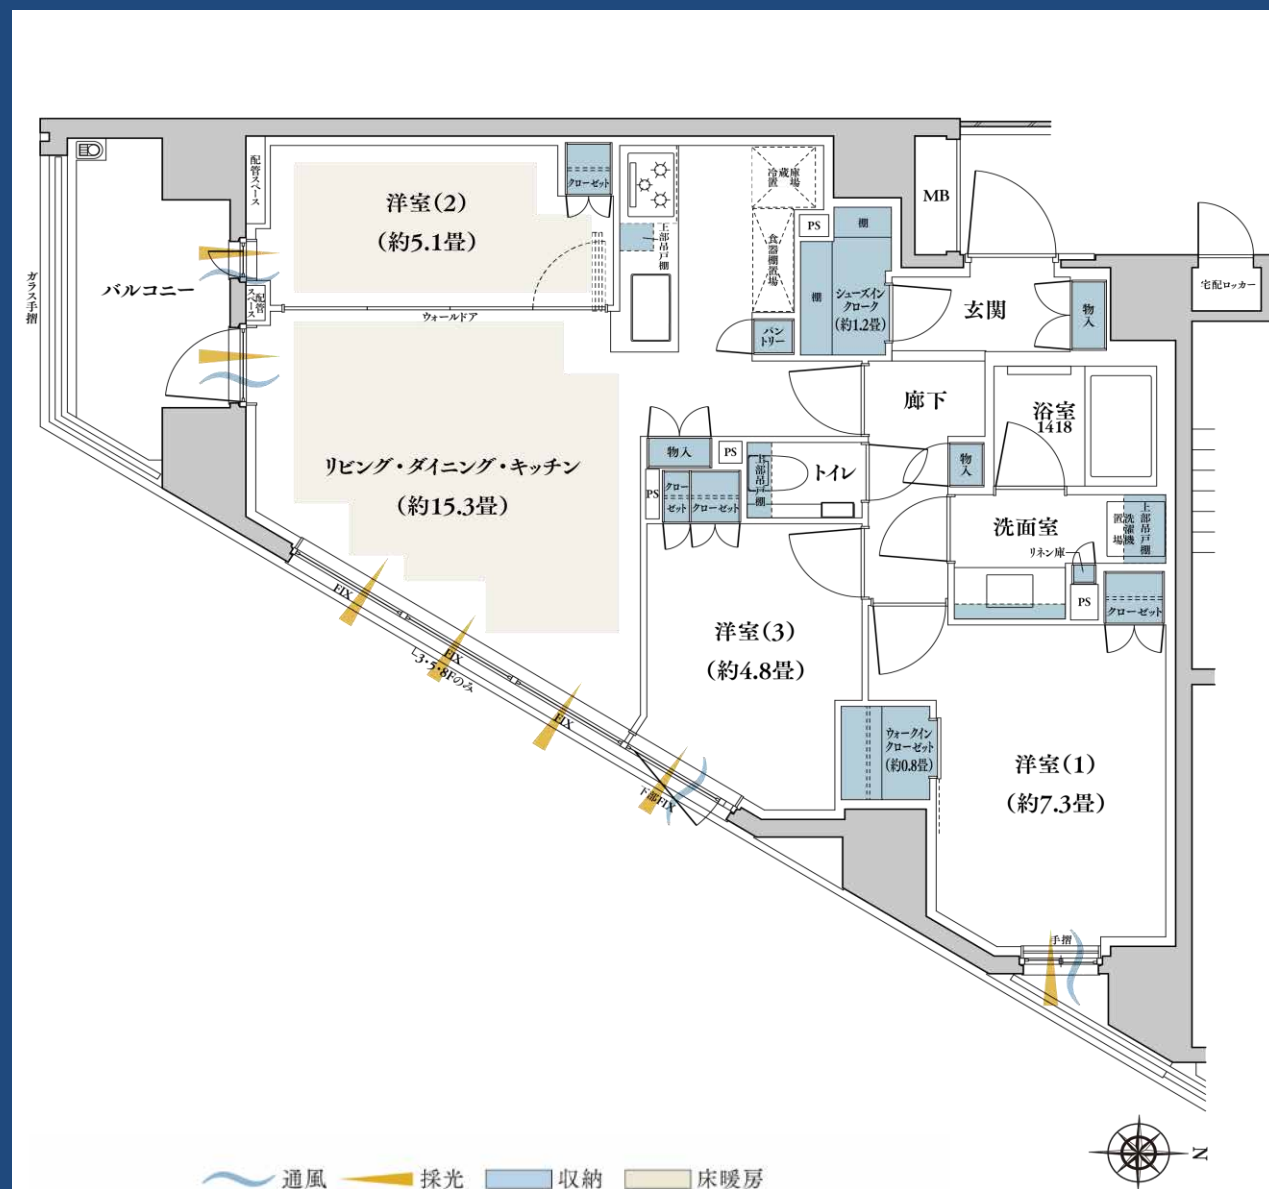 配管スペース
洋室(2)
(約5.1畳)
クローゼット
上部吊戸棚
冷蔵庫置場
食器棚置場
PS
棚
棚
シューズイン
クローク
(約1.2畳)
パン
トリー
MB
玄関
物入
宅配ロッカー
ガラス手摺
バルコニー
配管
スペース
ウォールドア
リビング・ダイニング・キッチン
(約15.3畳)
廊下
浴室
1418
物入
PS
上部吊戸棚
トイレ
物入
PS
クロー
ゼット
クローゼット
洗面室
洗濯機
置場
上部吊戸棚
リネン庫
PS
クローゼット
洋室(3)
(約4.8畳)
FIX
FIX
└3・5・8Fのみ
FIX
下部FIX
ウォークイン
クローゼット
(約0.8畳)
洋室(1)
(約7.3畳)
手摺
N
通風
採光
収納
床暖房